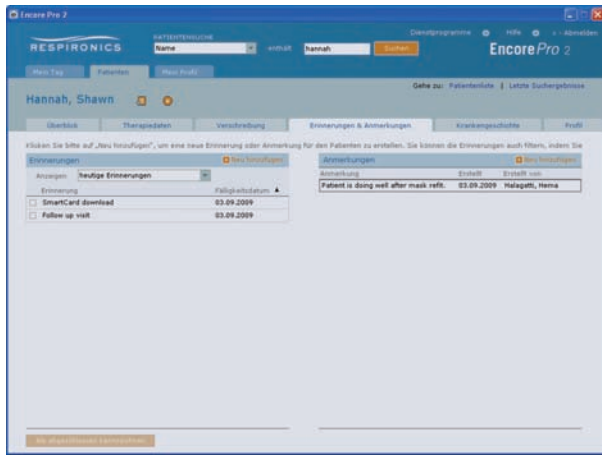 Encore Pro 2
Dienstprogramme Hilfe Abmelden
RESPIRONICS
PATIENTENSUCHE
Name enthält hannah Suchen
EncorePro 2
Mein Tag Patienten Mein Profil
Gehe zu: Patientenliste | Letzte Suchergebnisse
Hannah, Shawn
Überblick Therapiedaten Verschreibung Erinnerungen & Anmerkungen Krankengeschichte Profil
Klicken Sie bitte auf „Neu hinzufügen“, um eine neue Erinnerung oder Anmerkung für den Patienten zu erstellen. Sie können die Erinnerungen auch filtern, indem Sie
Erinnerungen Neu hinzufügen
Anzeigen heutige Erinnerungen
Erinnerung Fälligkeitsdatum
SmartCard download 03.09.2009
Follow up visit 03.09.2009
Anmerkungen Neu hinzufügen
Anmerkung Erstellt Erstellt von
Patient is doing well after mask refit. 03.09.2009 Malagatti, Hema
Als abgeschlossen kennzeichnen